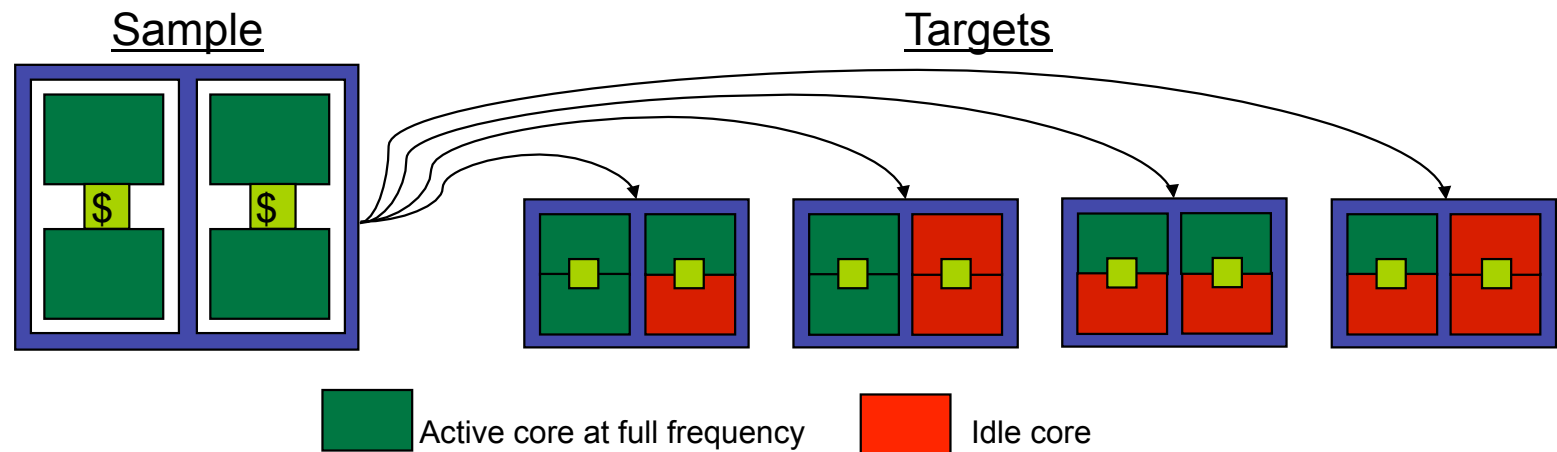 Sample
Targets
$
$
Active core at full frequency
Idle core